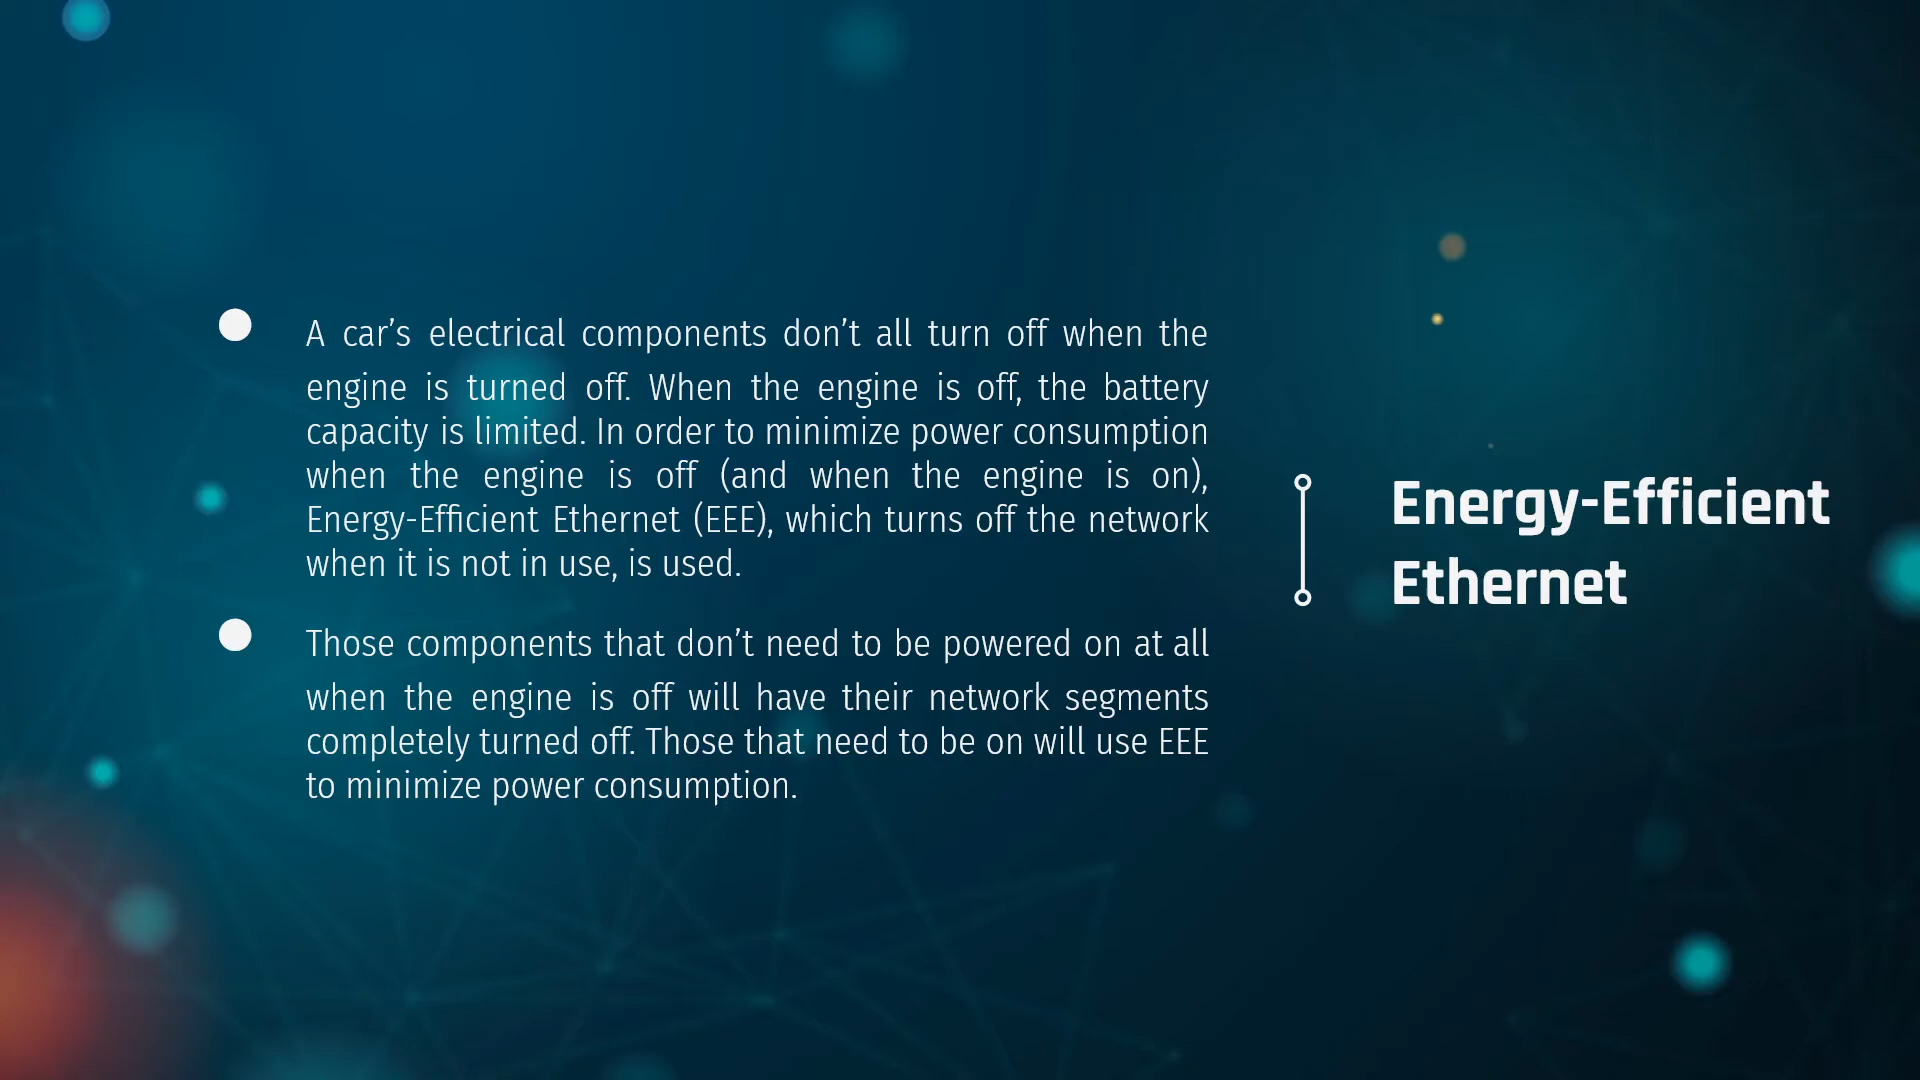 A car’s electrical components don’t all turn off when the
engine is turned off. When the engine is off, the battery
capacity is limited. In order to minimize power consumption
when the engine is off (and when the engine is on),
Energy-Efficient Ethernet (EEE), which turns off the network
when it is not in use, is used.
Those components that don’t need to be powered on at all
when the engine is off will have their network segments
completely turned off. Those that need to be on will use EEE
to minimize power consumption.
Energy-Efficient
Ethernet